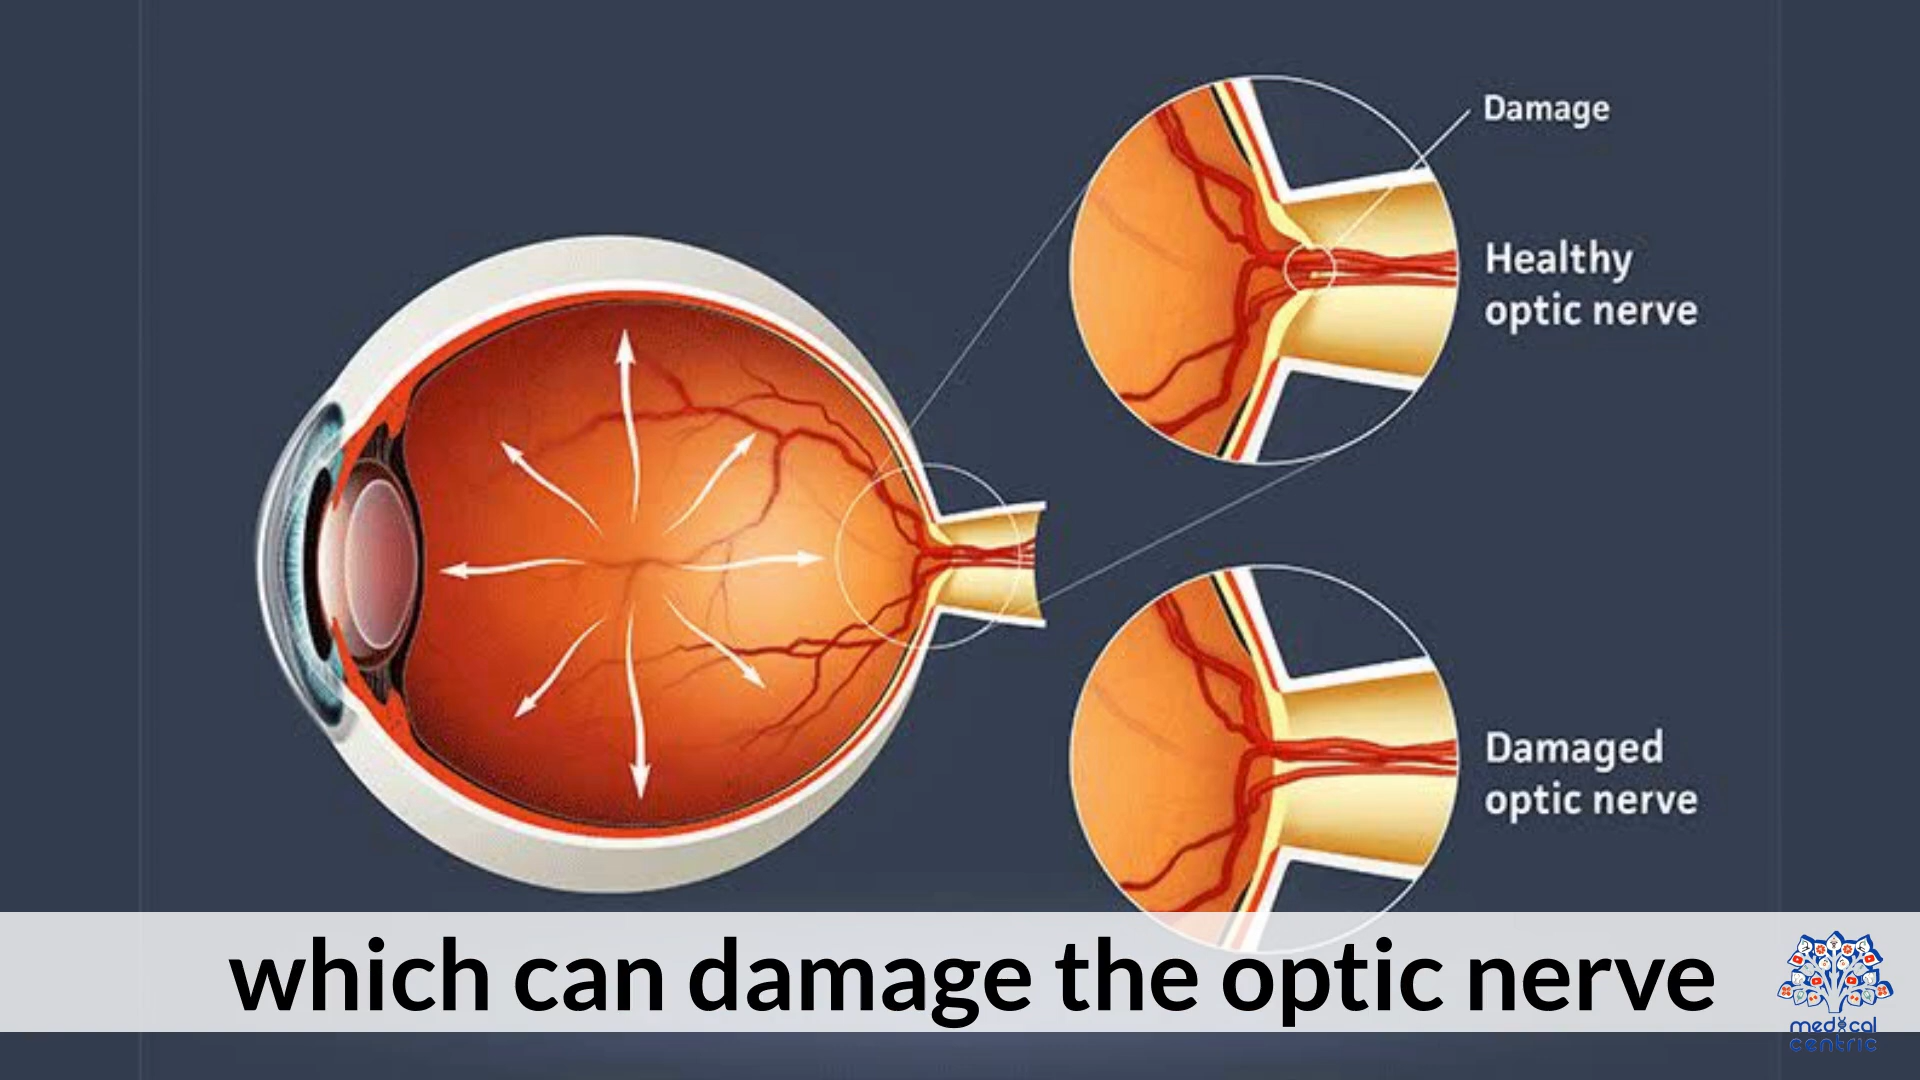 Damage
Healthy
optic nerve
Damaged
optic nerve
which can damage the optic nerve
medical
centric